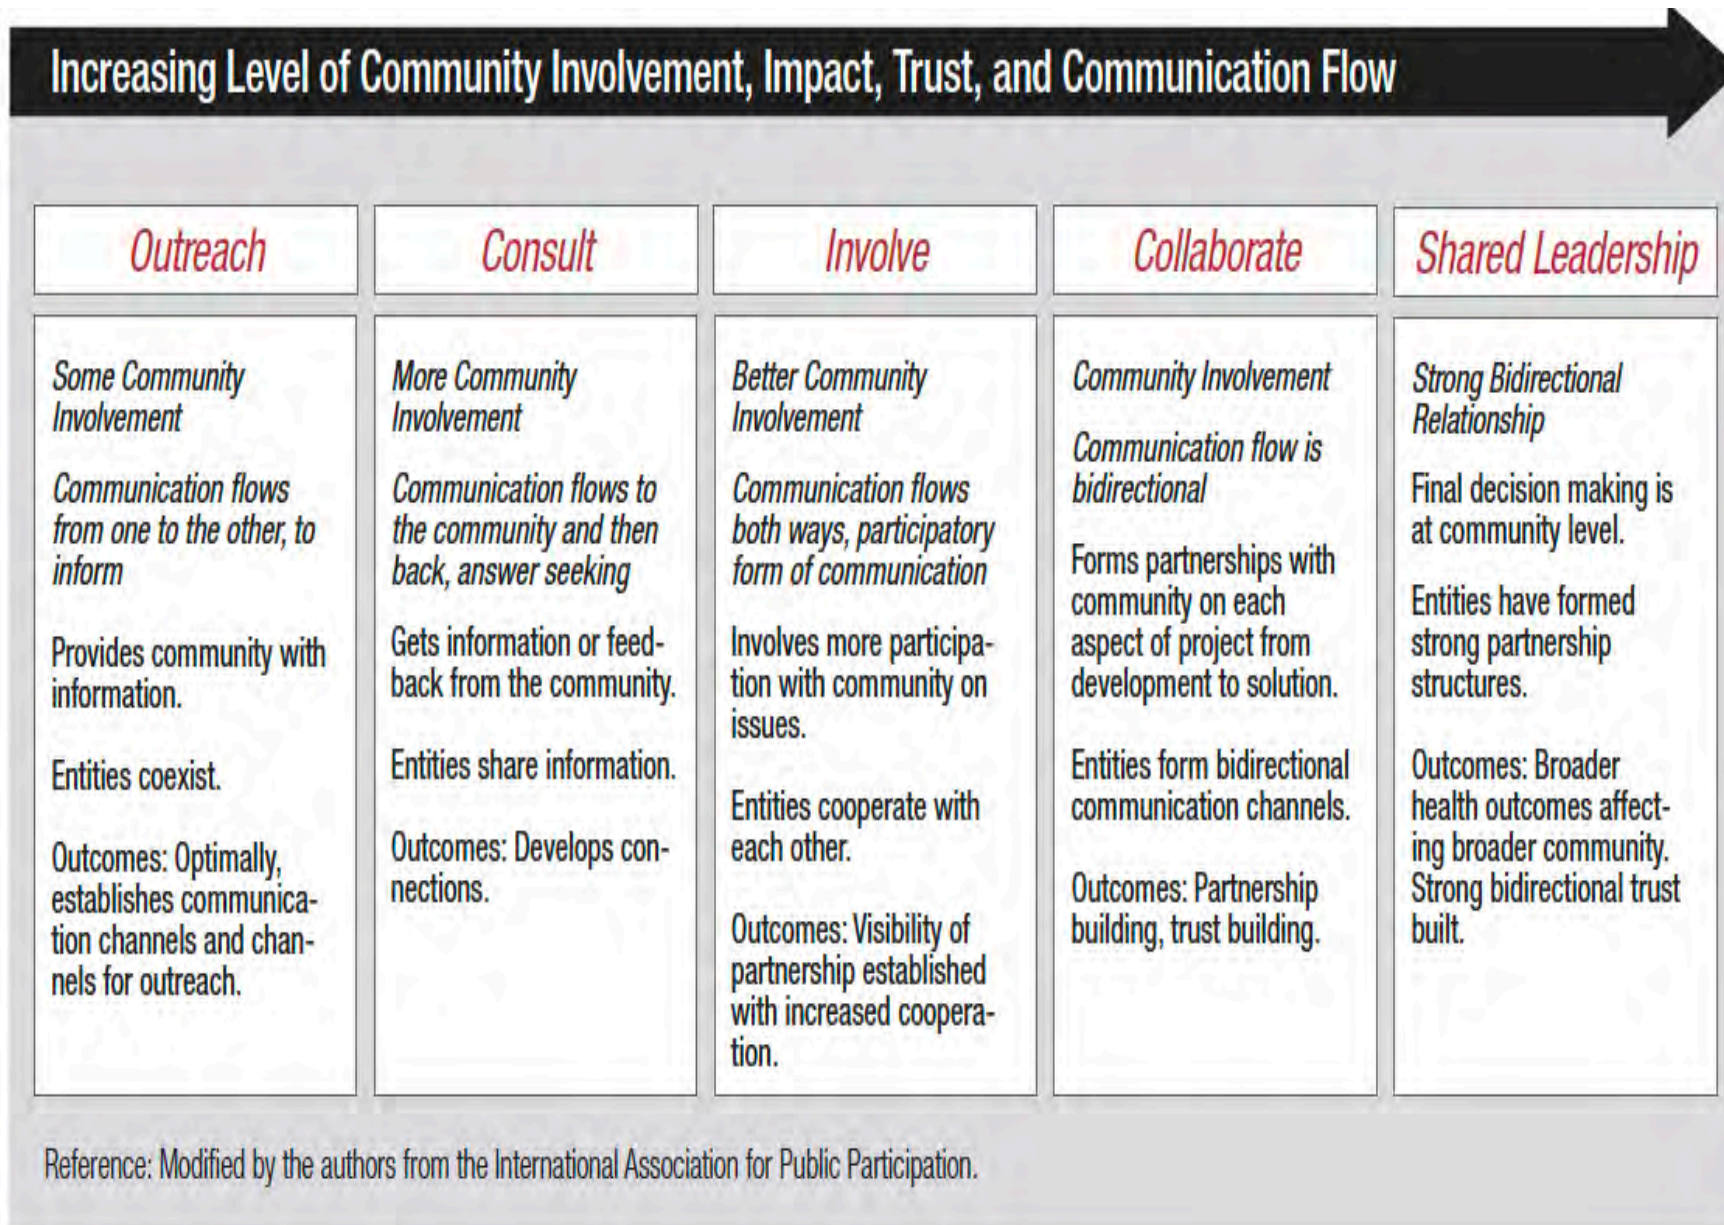 Increasing Level of Community Involvement, Impact, Trust, and Communication Flow
Outreach
Some Community
Involvement
Communication flows
from one to the other, to
inform
Provides community with
information.
Entities coexist.
Outcomes: Optimally,
establishes communica-
tion channels and chan-
nels for outreach.
Consult
More Community
Involvement
Communication flows to
the community and then
back, answer seeking
Gets information or feed-
back from the community.
Entities share information.
Outcomes: Develops con-
nections.
Involve
Better Community
Involvement
Communication flows
both ways, participatory
form of communication
Involves more participa-
tion with community on
issues.
Entities cooperate with
each other.
Outcomes: Visibility of
partnership established
with increased coopera-
tion.
Collaborate
Community Involvement
Communication flow is
bidirectional
Forms partnerships with
community on each
aspect of project from
development to solution.
Entities form bidirectional
communication channels.
Outcomes: Partnership
building, trust building.
Shared Leadership
Strong Bidirectional
Relationship
Final decision making is
at community level.
Entities have formed
strong partnership
structures.
Outcomes: Broader
health outcomes affect-
ing broader community.
Strong bidirectional trust
built.
Reference: Modified by the authors from the International Association for Public Participation.